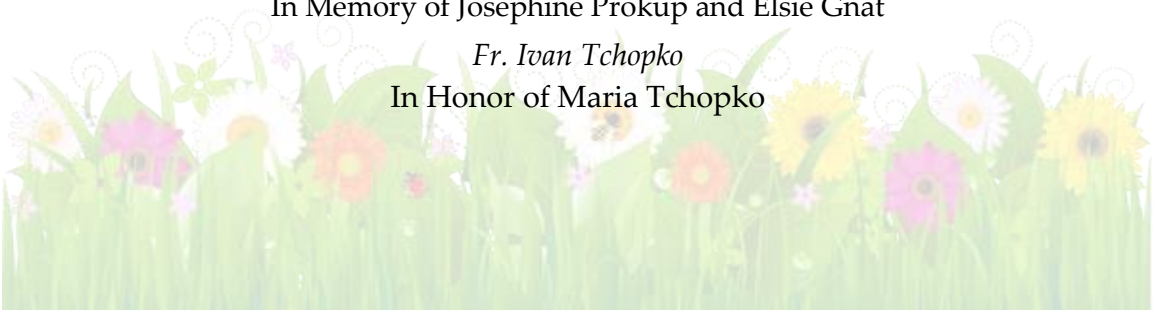 In Memory of Josephine Prokup and Elsie Gnat
Fr. Ivan Tchopko
In Honor of Maria Tchopko